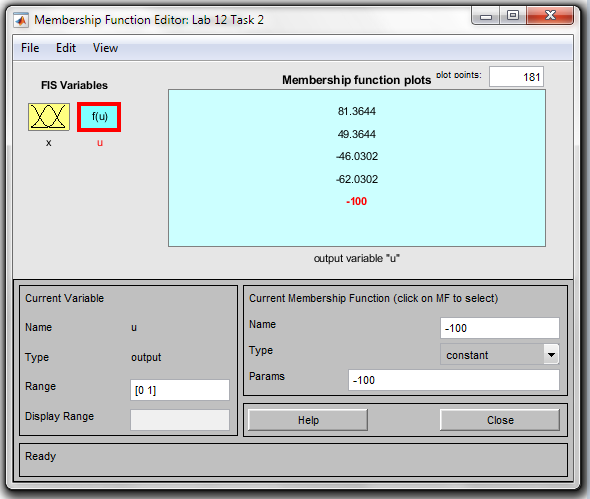 Membership Function Editor: Lab 12 Task 2
File Edit View
FIS Variables
f(u)
x u
Membership function plots plot points: 181
81.3644
49.3644
-46.0302
-62.0302
-100
output variable "u"
Current Variable
Name u
Type output
Range [0 1]
Display Range
Current Membership Function (click on MF to select)
Name -100
Type constant
Params -100
Help Close
Ready